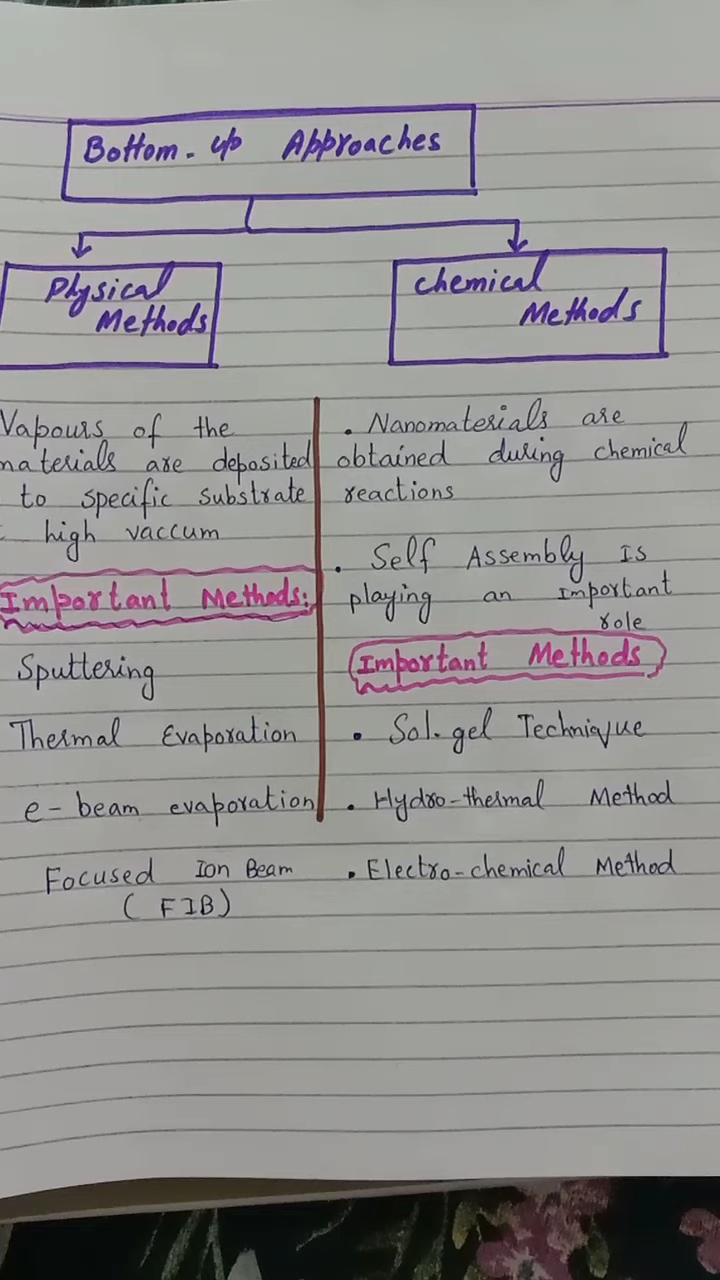 Bottom-up Approaches
Physical
Methods
Vapours of the
materials are deposited
to specific substrate
high vaccum
Important Methods:
Sputtering
Thermal Evaporation
e-beam evaporation
Focused Ion Beam
(FIB)
Chemical
Methods
. Nanomaterials are
obtained during chemical
reactions
. Self Assembly Is
playing an Important
role
Important Methods
. Sol-gel Technique
. Hydro-thermal Method
. Electro-chemical Method